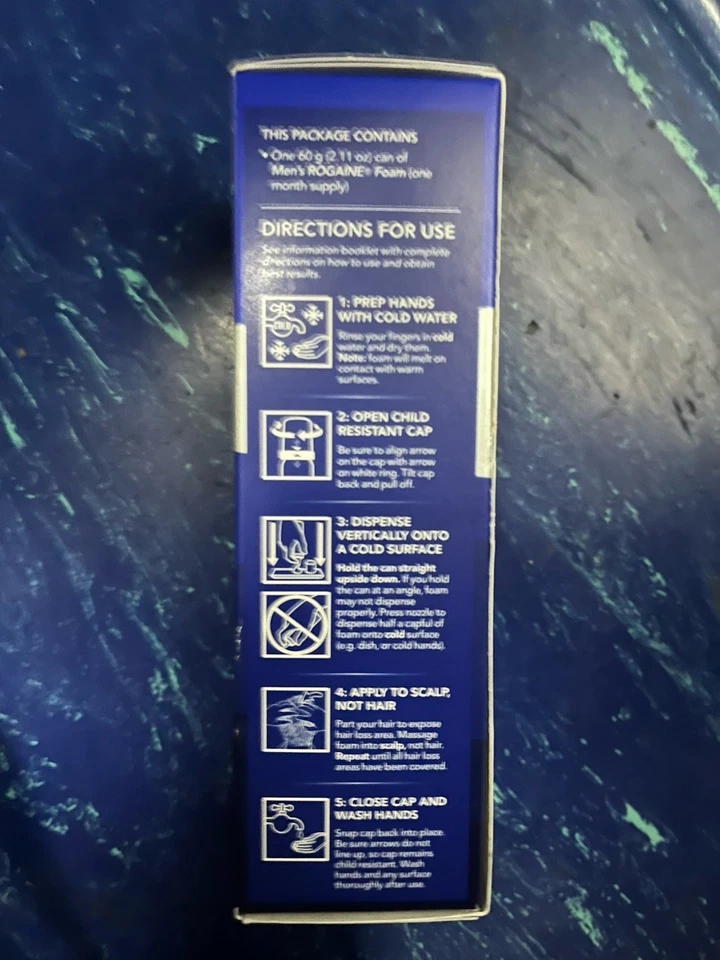 THIS PACKAGE CONTAINS
• One 60 g (2.11 oz) can of
Men's ROGAINE® Foam (one
month supply)
DIRECTIONS FOR USE
See information booklet with complete
directions on how to use and obtain
best results.
COLD
1: PREP HANDS
WITH COLD WATER
Rinse your fingers in cold
water and dry them.
Note: foam will melt on
contact with warm
surfaces.
2: OPEN CHILD
RESISTANT CAP
Be sure to align arrow
on the cap with arrow
on white ring. Tilt cap
back and pull off.
3: DISPENSE
VERTICALLY ONTO
A COLD SURFACE
Hold the can straight
upside down. If you hold
the can at an angle, foam
may not dispense
properly. Press nozzle to
dispense half a capful of
foam onto cold surface
(e.g. dish, or cold hands).
4: APPLY TO SCALP,
NOT HAIR
Part your hair to expose
hair loss area. Massage
foam into scalp, not hair.
Repeat until all hair loss
areas have been covered.
5: CLOSE CAP AND
WASH HANDS
Snap cap back into place.
Be sure arrows do not
line up, so cap remains
child resistant. Wash
hands and any surface
thoroughly after use.